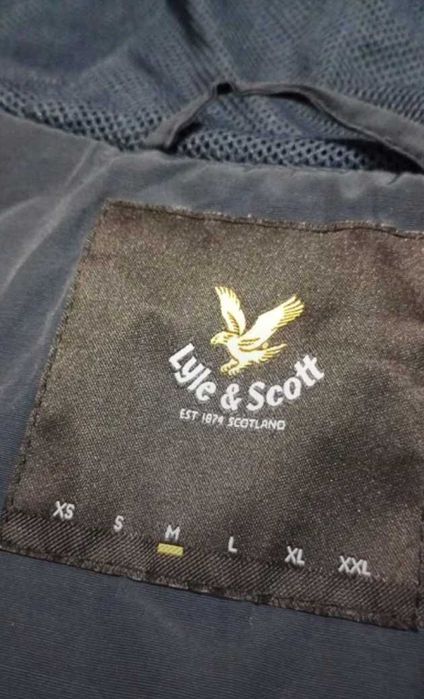 Lyle & Scott
EST 1874 SCOTLAND
XS S M L XL XXL